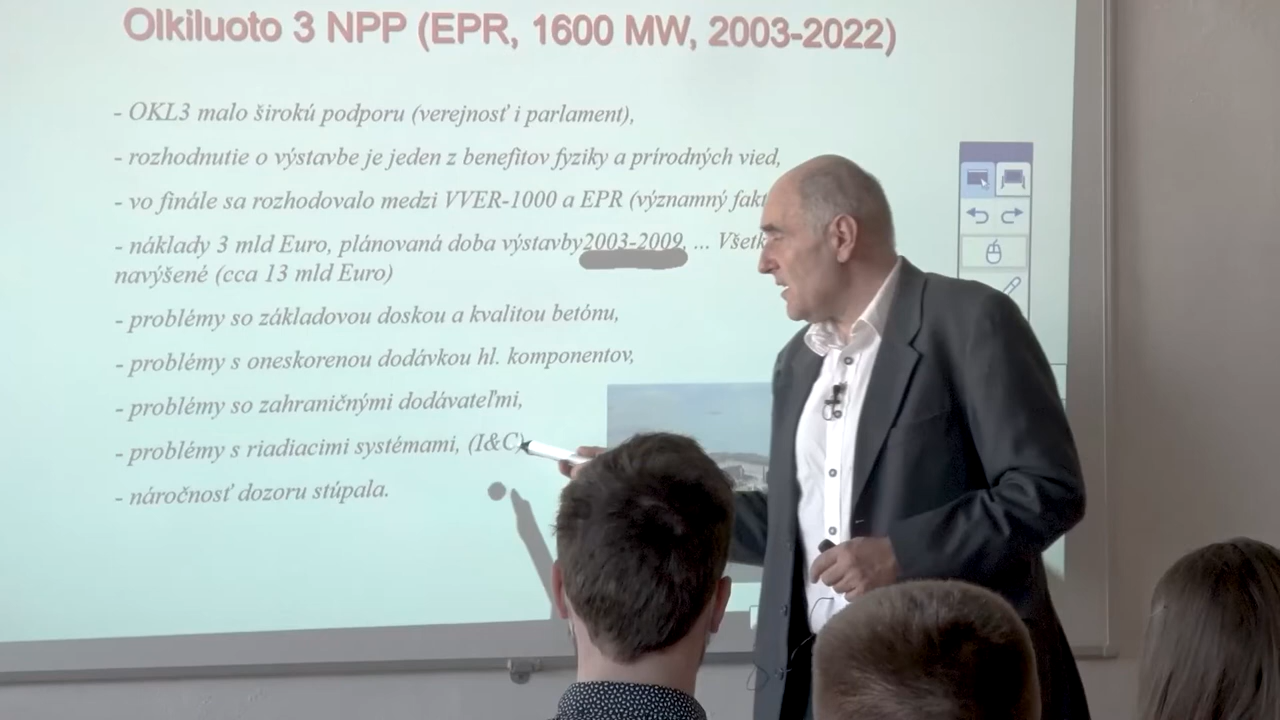 Olkiluoto 3 NPP (EPR, 1600 MW, 2003-2022)
- OKL3 malo širokú podporu (verejnosť i parlament),
- rozhodnutie o výstavbe je jeden z benefitov fyziky a prírodných vied,
- vo finále sa rozhodovalo medzi VVER-1000 a EPR (významný
- náklady 3 mld Euro, plánovaná doba výstavby 2003-2009, ...
navýšené (cca 13 mld Euro)
- problémy so základovou doskou a kvalitou betónu,
- problémy s oneskorenou dodávkou hl. komponentov,
- problémy so zahraničnými dodávateľmi,
- problémy s riadiacimi systémami, (I&C)
- náročnosť dozoru stúpala.